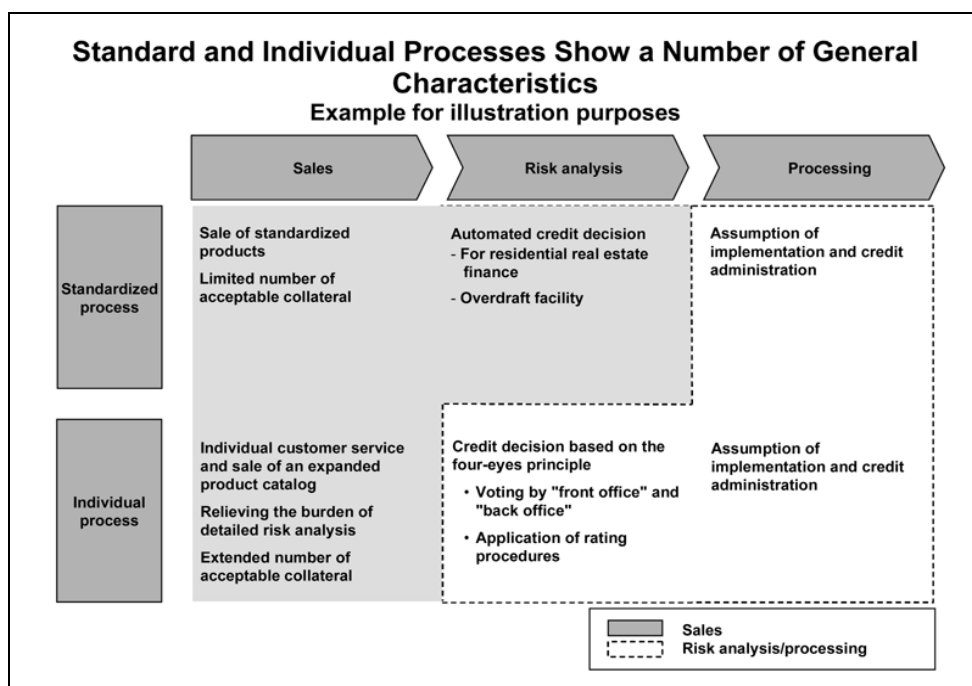 Standard and Individual Processes Show a Number of General
Characteristics
Example for illustration purposes
Sales
Risk analysis
Processing
Standardized
process
Sale of standardized
products
Limited number of
acceptable collateral
Automated credit decision
- For residential real estate
finance
- Overdraft facility
Assumption of
implementation and credit
administration
Individual
process
Individual customer service
and sale of an expanded
product catalog
Relieving the burden of
detailed risk analysis
Extended number of
acceptable collateral
Credit decision based on the
four-eyes principle
• Voting by "front office" and
"back office"
• Application of rating
procedures
Assumption of
implementation and credit
administration
Sales
Risk analysis/processing